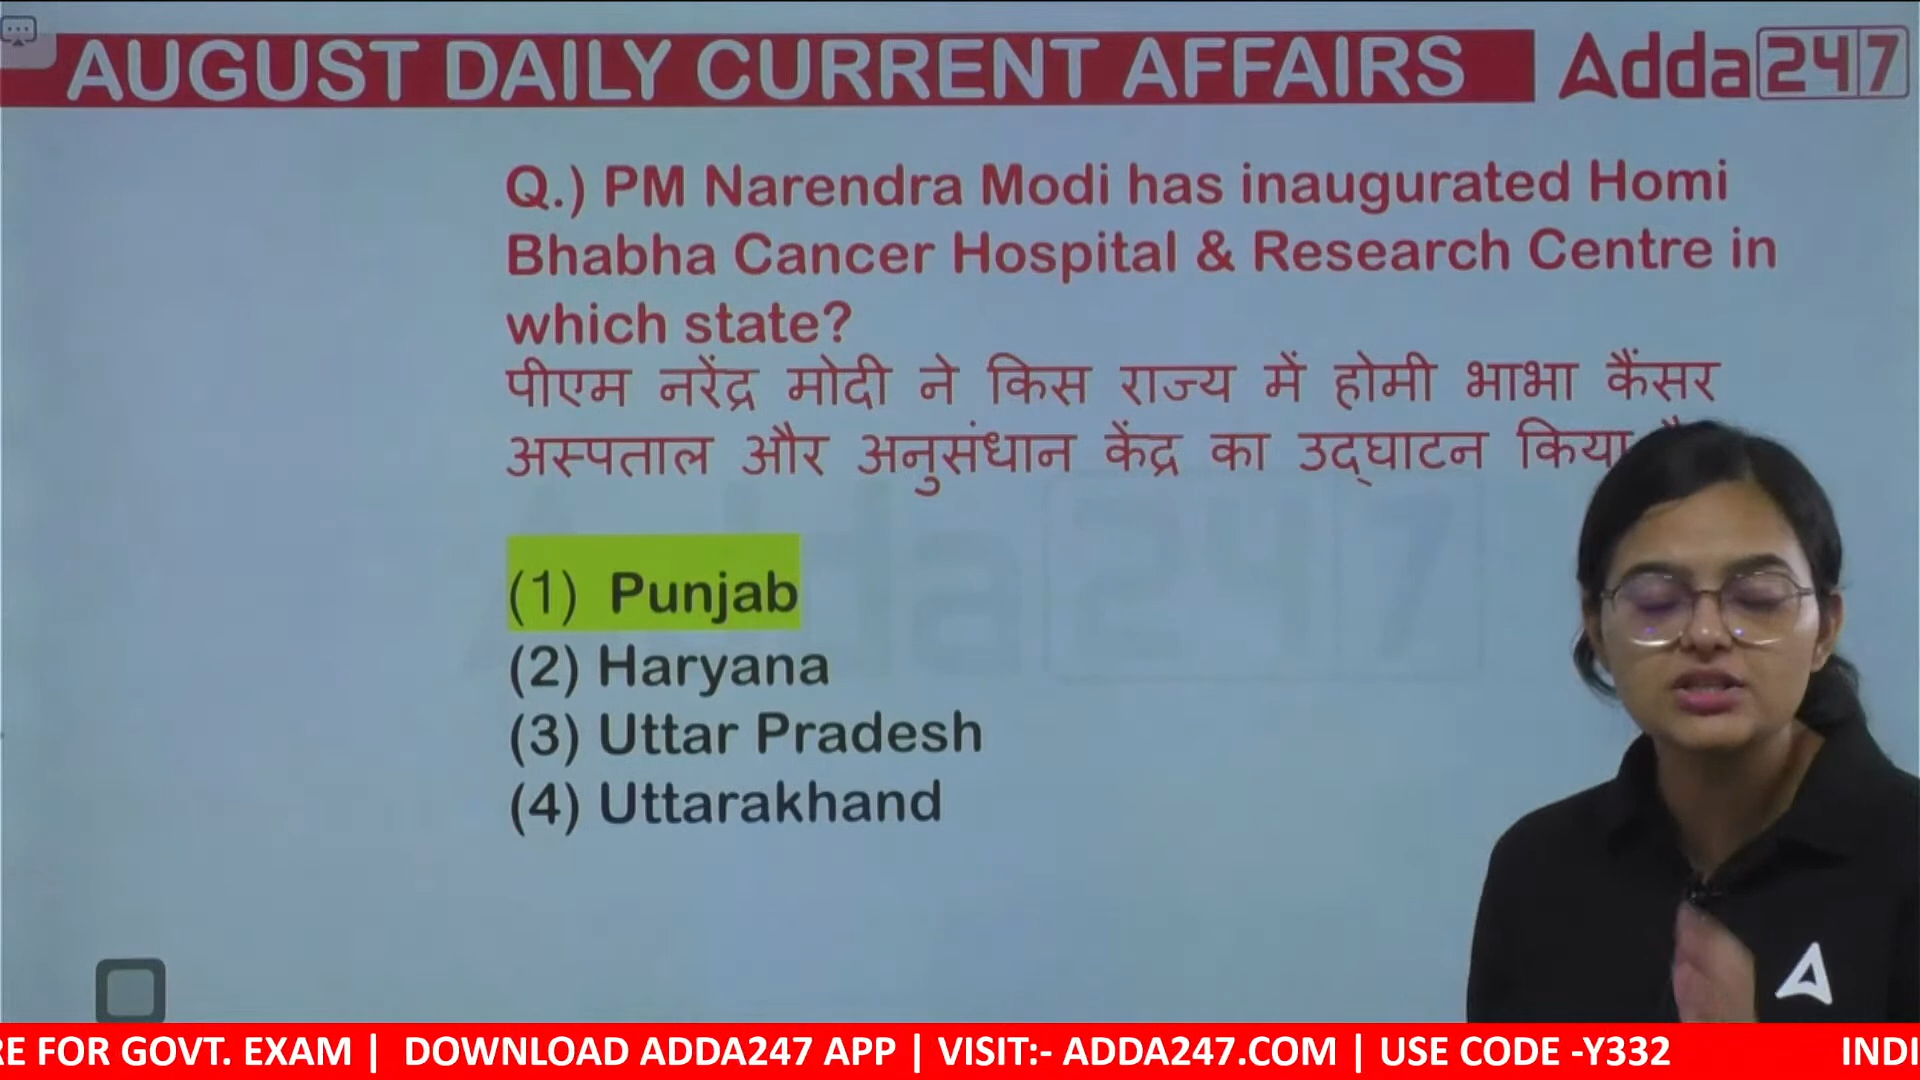 AUGUST DAILY CURRENT AFFAIRS
Adda247
Q.) PM Narendra Modi has inaugurated Homi
Bhabha Cancer Hospital & Research Centre in
which state?
पीएम नरेंद्र मोदी ने किस राज्य में होमी भाभा कैंसर
अस्पताल और अनुसंधान केंद्र का उद्घाटन किया
(1) Punjab
(2) Haryana
(3) Uttar Pradesh
(4) Uttarakhand
RE FOR GOVT. EXAM | DOWNLOAD ADDA247 APP | VISIT:- ADDA247.COM | USE CODE -Y332 INDI